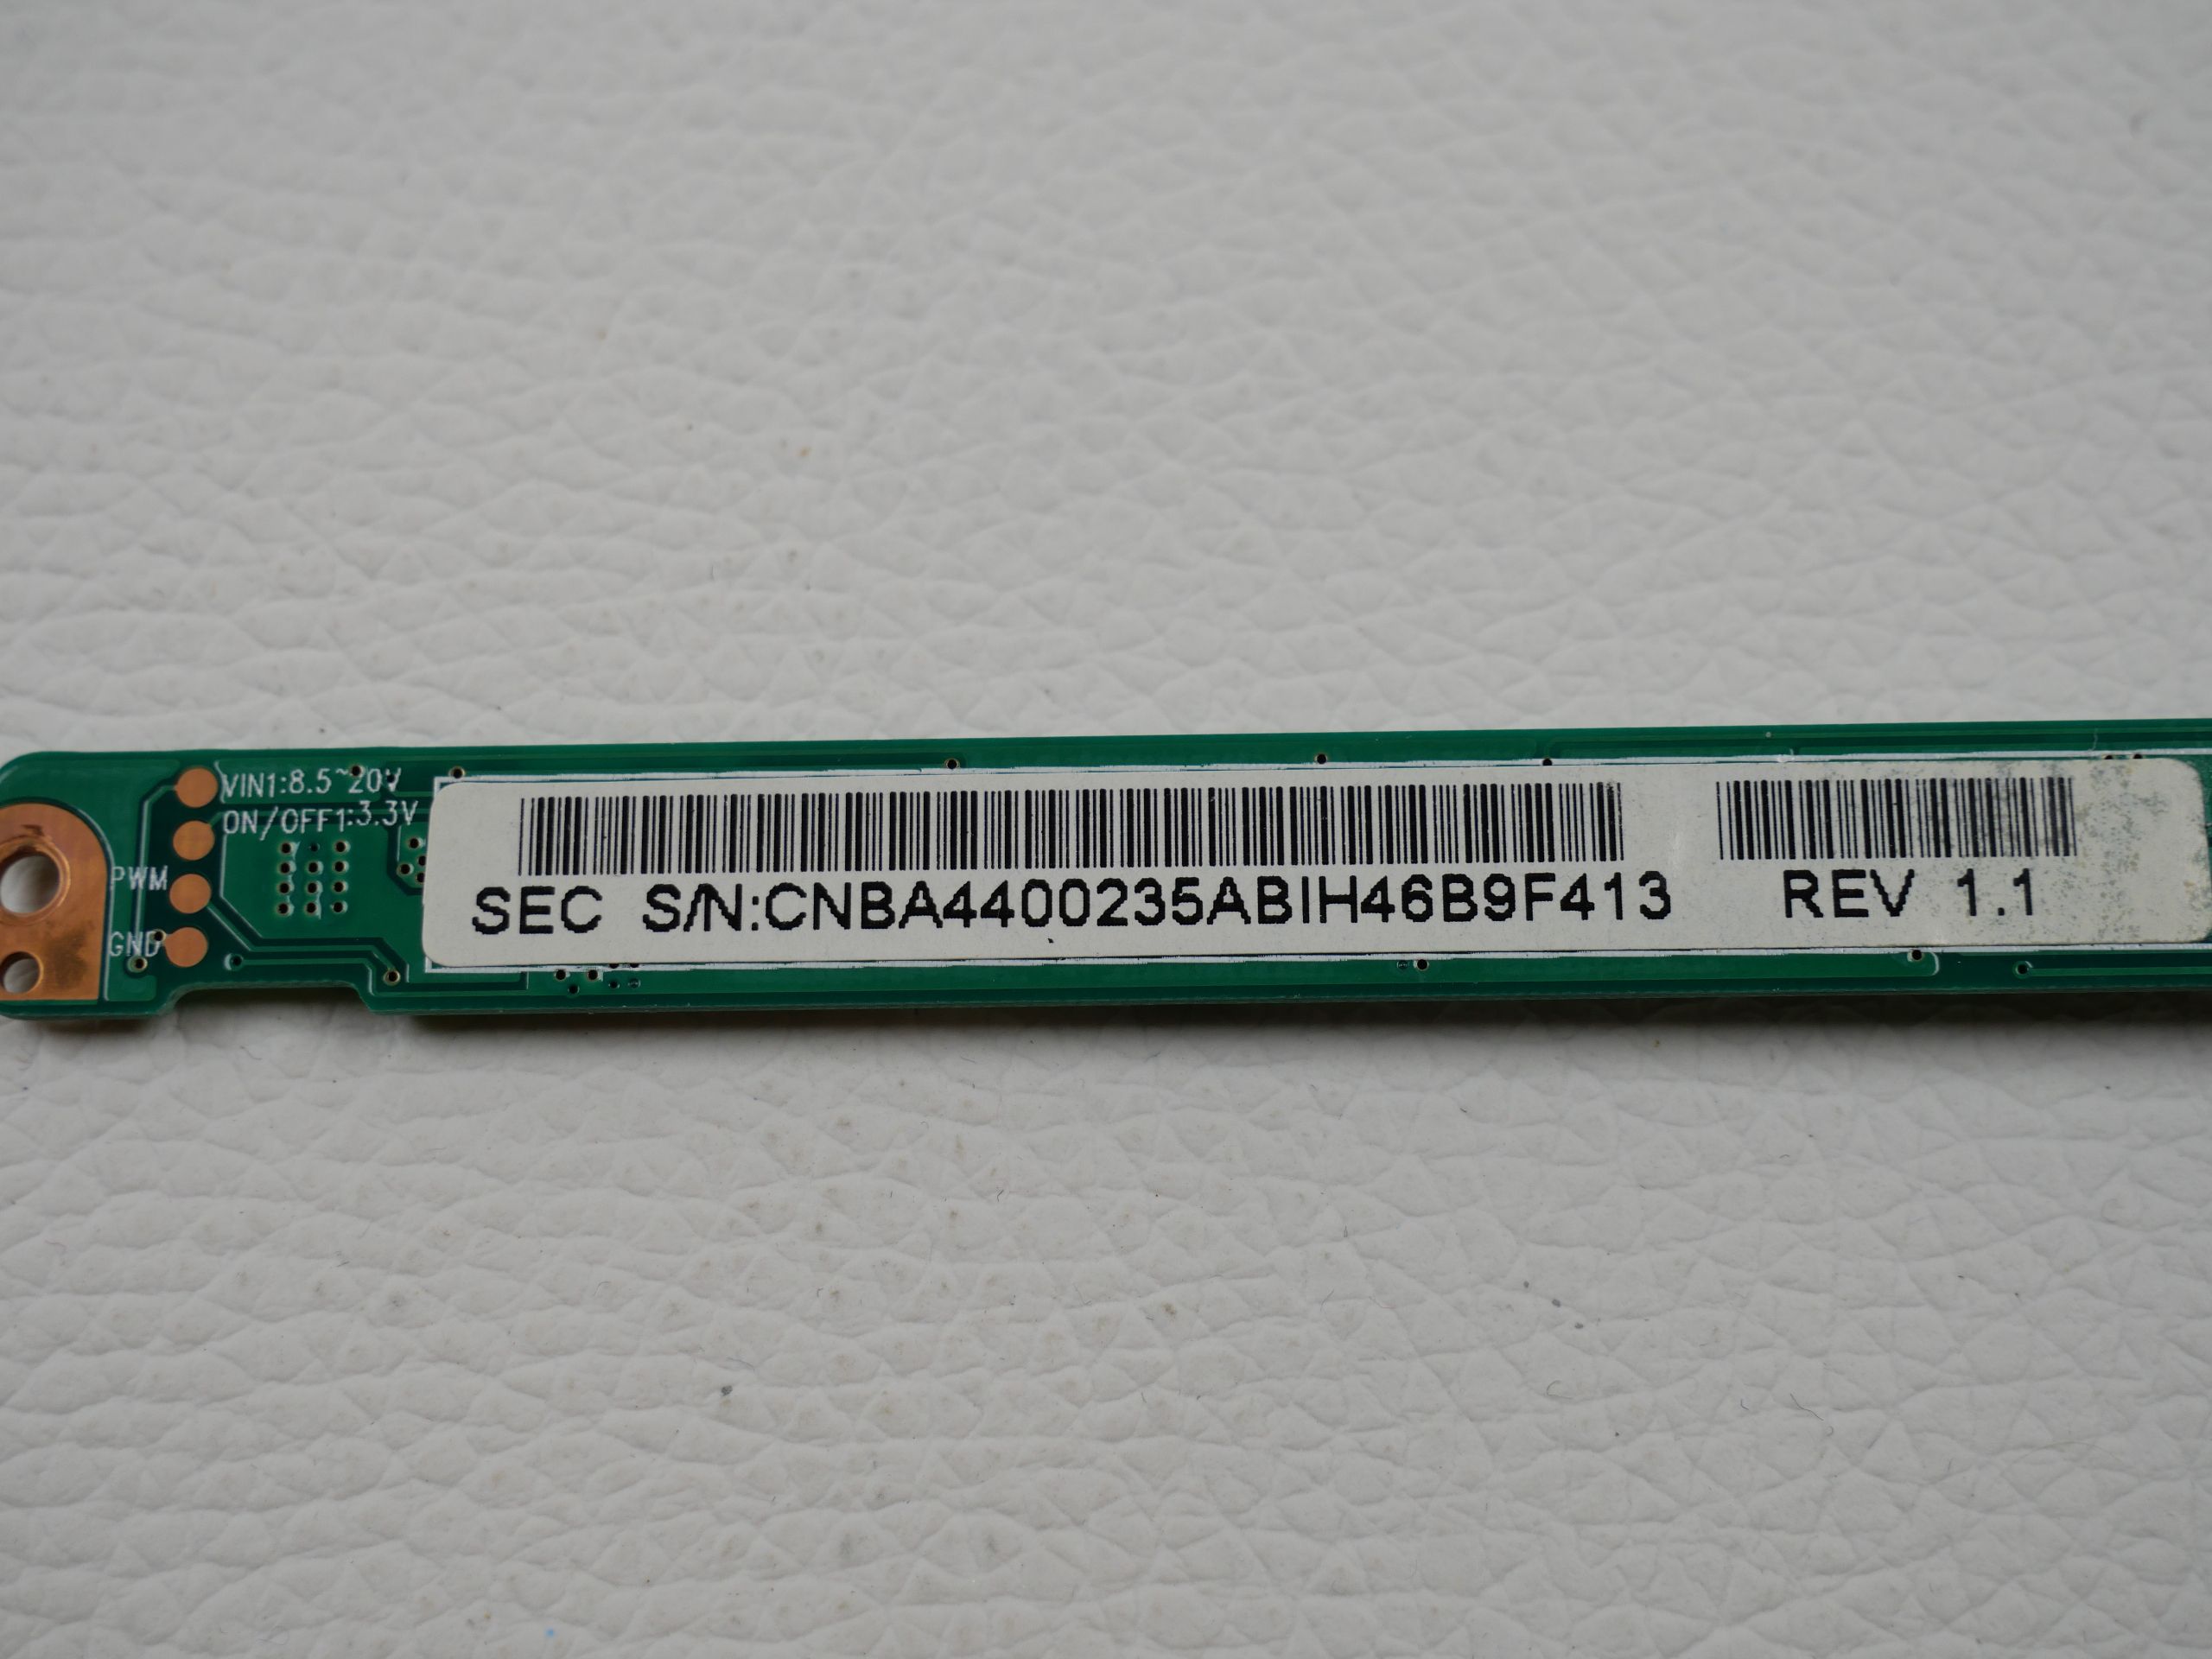 VIN1:8.5~20V
ON/OFF1:3.3V
PWM
GND
SEC S/N:CNBA4400235ABIH46B9F413
REV 1.1